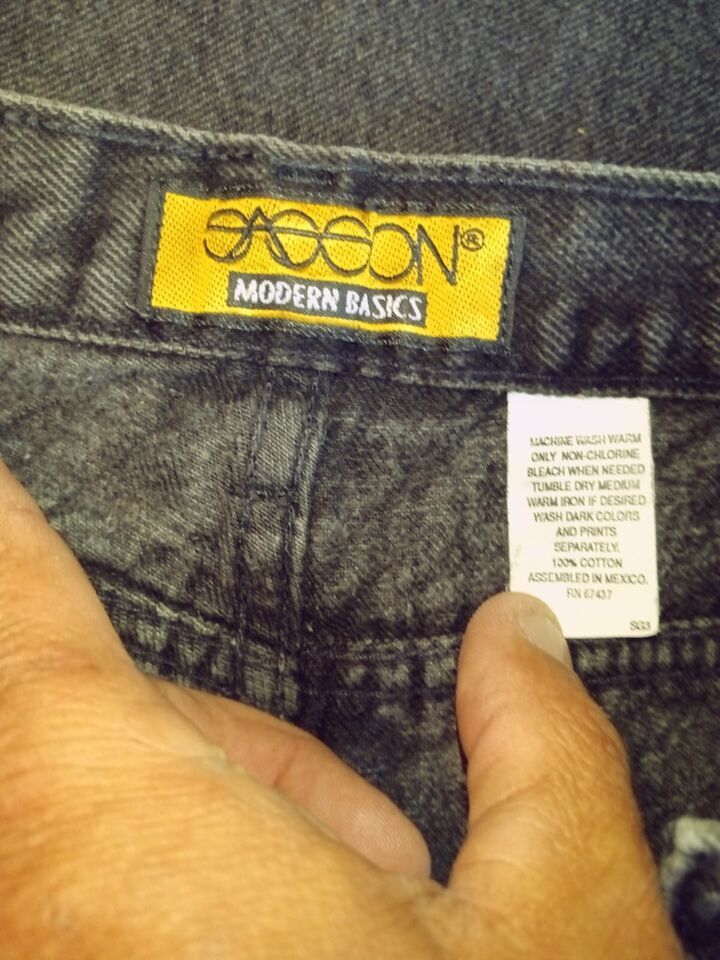 SASSON®
MODERN BASICS
MACHINE WASH WARM
ONLY NON-CHLORINE
BLEACH WHEN NEEDED
TUMBLE DRY MEDIUM
WARM IRON IF DESIRED
WASH DARK COLORS
AND PRINTS
SEPARATELY.
100% COTTON
ASSEMBLED IN MEXICO.
RN 67437
SG3